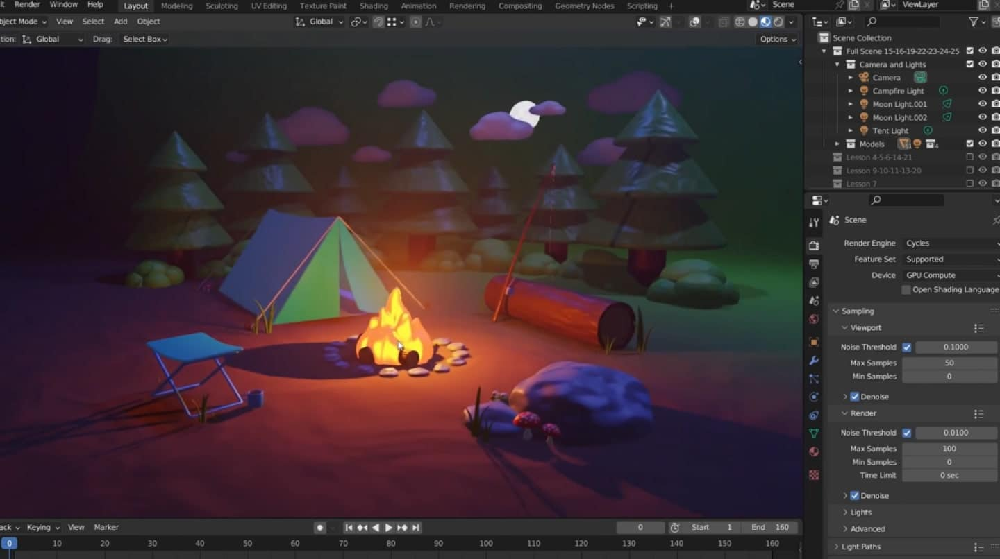 Render Window Help Layout Modeling Sculpting UV Editing Texture Paint Shading Animation Rendering Compositing Geometry Nodes Scripting + Scene ViewLayer
Object Mode View Select Add Object Global
Global Drag: Select Box Options
Scene Collection
Full Scene 15-16-19-22-23-24-25
Camera and Lights
Camera
Campfire Light
Moon Light.001
Moon Light.002
Tent Light
Models 61 4
Lesson 4-5-6-14-21
Lesson 9-10-11-13-20
Lesson 7
Scene
Render Engine Cycles
Feature Set Supported
Device GPU Compute
Open Shading Language
Sampling
Viewport
Noise Threshold 0.1000
Max Samples 50
Min Samples 0
Denoise
Render
Noise Threshold 0.0100
Max Samples 100
Min Samples 0
Time Limit 0 sec
Denoise
Lights
Advanced
Light Paths
Keying View Marker 0 Start 1 End 160
0 10 20 30 40 50 60 70 80 90 100 110 120 130 140 150 160